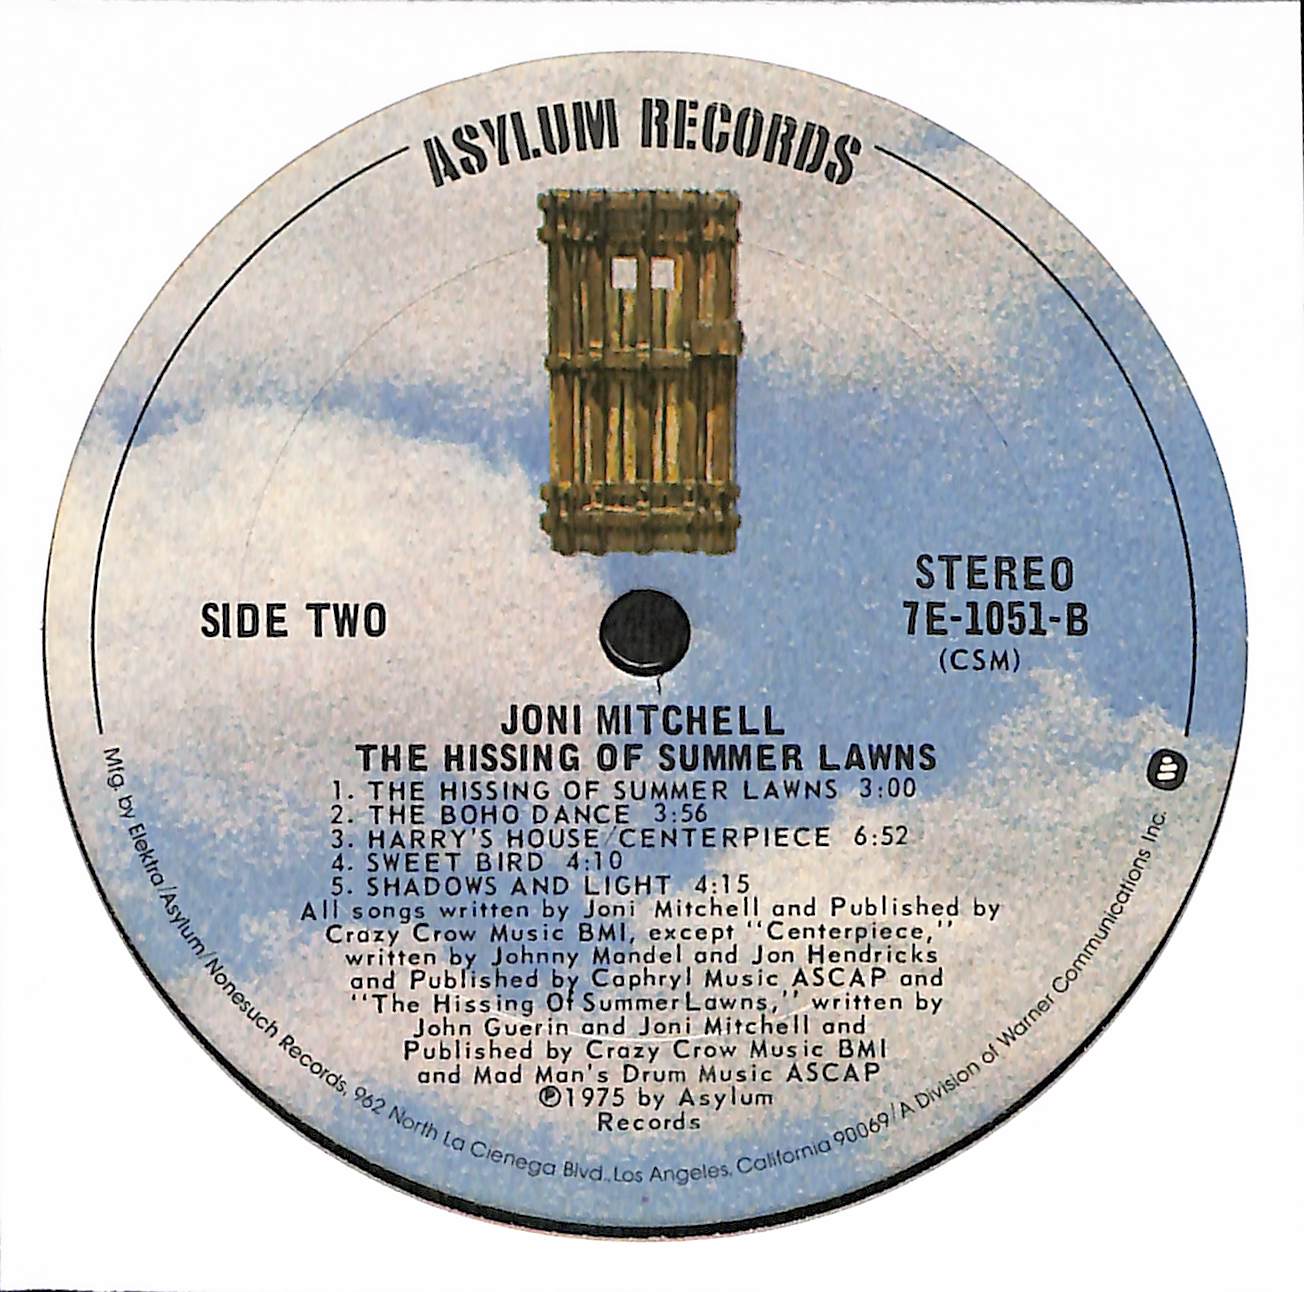 ASYLUM RECORDS
SIDE TWO
STEREO
7E-1051-B
(CSM)
JONI MITCHELL
THE HISSING OF SUMMER LAWNS
1. THE HISSING OF SUMMER LAWNS 3:00
2. THE BOHO DANCE 3:56
3. HARRY'S HOUSE/CENTERPIECE 6:52
4. SWEET BIRD 4:10
5. SHADOWS AND LIGHT 4:15
All songs written by Joni Mitchell and Published by
Crazy Crow Music BMI, except "Centerpiece,"
written by Johnny Mandel and Jon Hendricks
and Published by Caphryl Music ASCAP and
"The Hissing Of Summer Lawns," written by
John Guerin and Joni Mitchell and
Published by Crazy Crow Music BMI
and Mad Man's Drum Music ASCAP
℗1975 by Asylum
Records
Mfg. by Elektra/Asylum/Nonesuch Records, 962 North La Cienega Blvd., Los Angeles, California 90069/A Division of Warner Communications Inc.